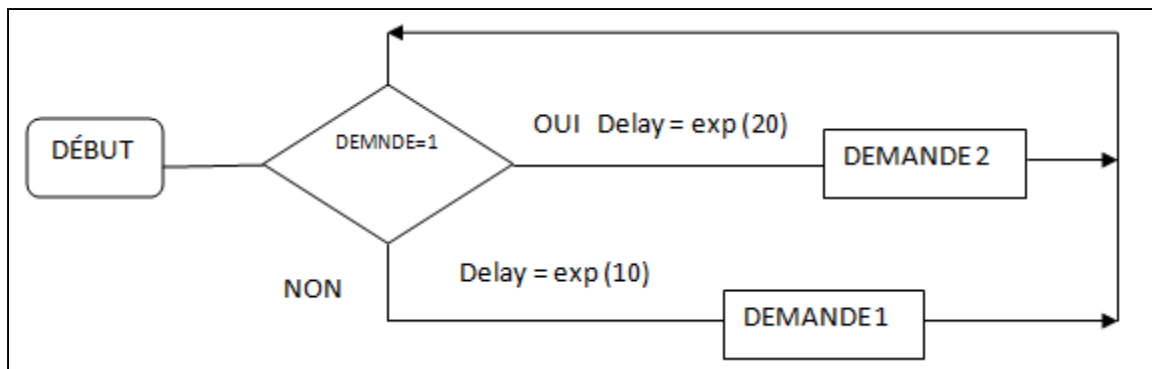 DÉBUT
DEMNDE=1
OUI Delay = exp (20)
DEMANDE 2
NON
Delay = exp (10)
DEMANDE 1